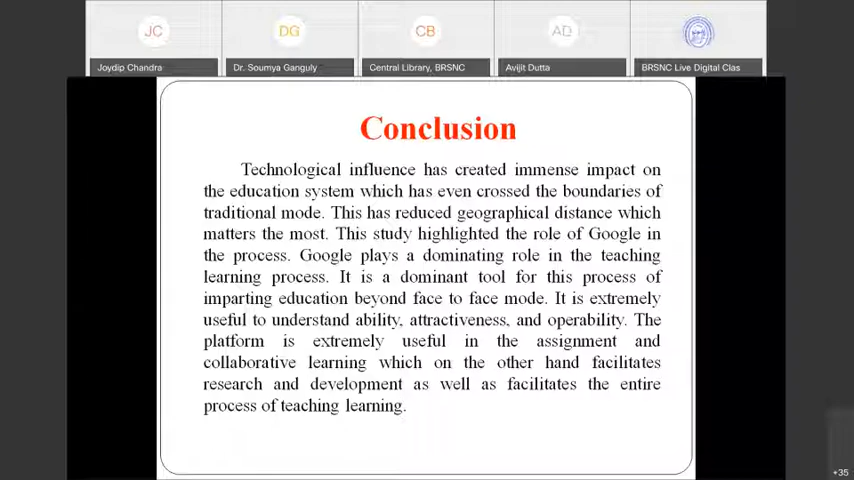 JC DG CB AD
Joydip Chandra Dr. Soumya Ganguly Central Library, BRSNC Avijit Dutta BRSNC Live Digital Clas
Conclusion
Technological influence has created immense impact on
the education system which has even crossed the boundaries of
traditional mode. This has reduced geographical distance which
matters the most. This study highlighted the role of Google in
the process. Google plays a dominating role in the teaching
learning process. It is a dominant tool for this process of
imparting education beyond face to face mode. It is extremely
useful to understand ability, attractiveness, and operability. The
platform is extremely useful in the assignment and
collaborative learning which on the other hand facilitates
research and development as well as facilitates the entire
process of teaching learning.
+35